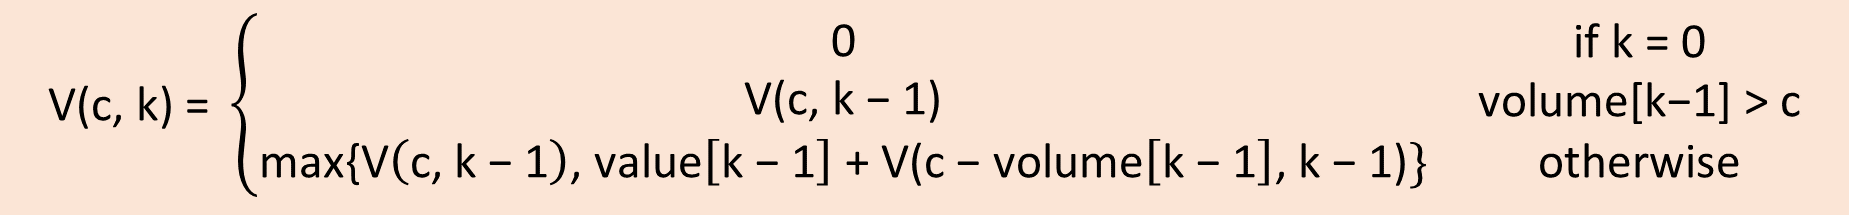 0 if k = 0
V(c, k) = { V(c, k − 1) volume[k−1] > c
max{V(c, k − 1), value[k − 1] + V(c − volume[k − 1], k − 1)} otherwise